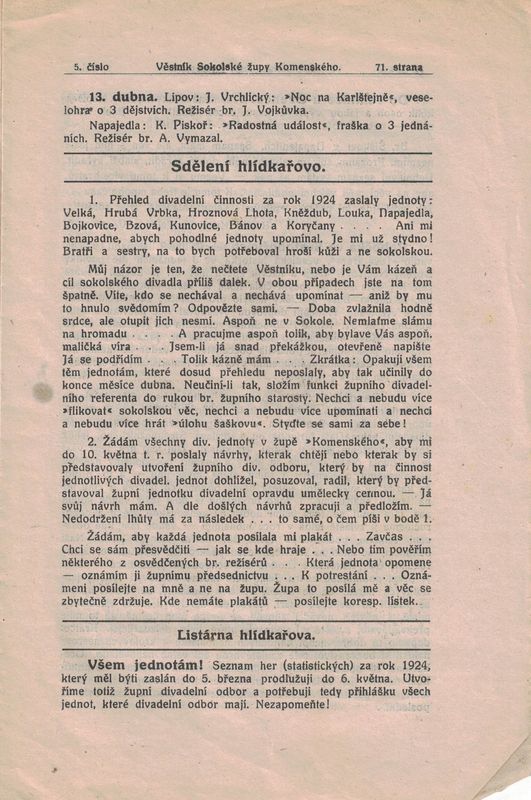 5. číslo Věstník Sokolské župy Komenského. 71. strana
13. dubna. Lipov: J. Vrchlický: »Noc na Karlštejně«, vese-
lohra o 3 dějstvích. Režisér br. J. Vojkůvka.
Napajedla: K. Piskoř: »Radostná událost«, fraška o 3 jedná-
ních. Režisér br. A. Vymazal.
Sdělení hlídkařovo.
1. Přehled divadelní činnosti za rok 1924 zaslaly jednoty:
Velká, Hrubá Vrbka, Hroznová Lhota, Kněždub, Louka, Napajedla,
Bojkovice, Bzová, Kunovice, Bánov a Koryčany . . . . Ani mi
nenapadne, abych pohodlné jednoty upomínal. Je mi už stydno!
Bratři a sestry, na to bych potřeboval hroší kůži a ne sokolskou.
Můj názor je ten, že nečtete Věstníku, nebo je Vám kázeň a
cíl sokolského divadla příliš dalek. V obou případech jste na tom
špatně. Víte, kdo se nechával a nechává upomínat — aniž by mu
to hnulo svědomím? Odpovězte sami. — Doba zvlažnila hodně
srdce, ale otupit jich nesmí. Aspoň ne v Sokole. Nemlaťme slámu
na hromadu . . . . A pracujme aspoň tolik, aby bylave Vás aspoň.
maličká víra . . . Jsem-li já snad překážkou, otevřeně napište
Já se podřídím . . . Tolik kázně mám . . . Zkrátka: Opakuji všem
těm jednotám, které dosud přehledu neposlaly, aby tak učinily do
konce měsíce dubna. Neučiní-li tak, složím funkci župního divadel-
ního referenta do rukou br. župního starosty. Nechci a nebudu více
»flikovat« sokolskou věc, nechci a nebudu více upomínati a nechci
a nebudu více hrát »úlohu šaškovu«. Styďte se sami za sebe!
2. Žádám všechny div. jednoty v župě »Komenského«, aby mi
do 10. května t. r. poslaly návrhy, kterak chtějí nebo kterak by si
představovaly utvoření župního div. odboru, který by na činnost
jednotlivých divadel. jednot dohlížel, posuzoval, radil, který by před-
stavoval župní jednotku divadelní opravdu umělecky cennou. — Já
svůj návrh mám. A dle došlých návrhů zpracuji a předložím. —
Nedodržení lhůty má za následek . . . to samé, o čem píši v bodě 1.
Žádám, aby každá jednota posílala mi plakát . . . Zavčas . . .
Chci se sám přesvědčiti — jak se kde hraje . . . Nebo tím pověřím
některého z osvědčených br. režisérů . . . Která jednota opomene
— oznámím ji župnímu předsednictvu . . . K potrestání . . . Ozná-
mení posílejte na mně a ne na župu. Župa to posílá mě a věc se
zbytečně zdržuje. Kde nemáte plakátů — posílejte koresp. lístek.
Listárna hlídkařova.
Všem jednotám! Seznam her (statistických) za rok 1924,
který měl býti zaslán do 5. března prodlužuji do 6. května. Utvo-
říme totiž župní divadelní odbor a potřebuji tedy přihlášku všech
jednot, které divadelní odbor mají. Nezapomeňte!